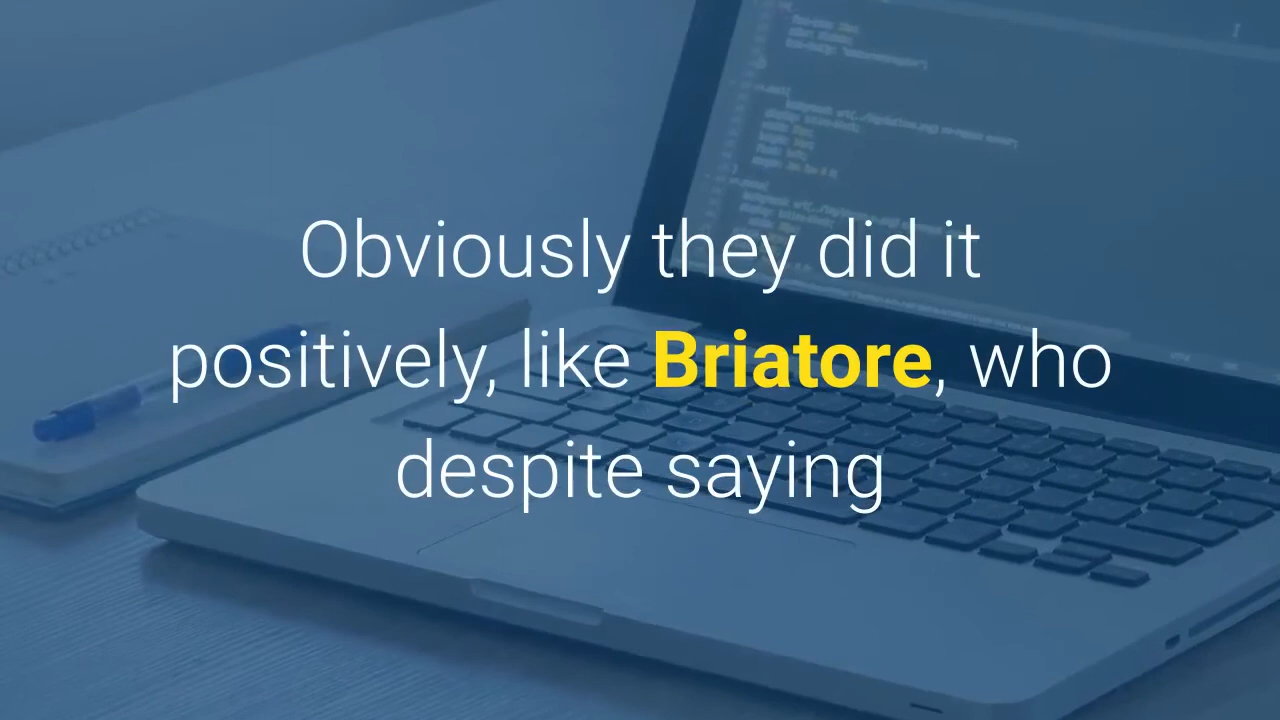 Obviously they did it
positively, like Briatore, who
despite saying